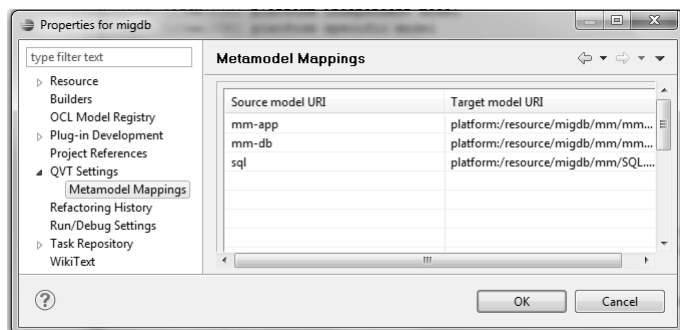 Properties for migdb
type filter text
Resource
Builders
OCL Model Registry
Plug-in Development
Project References
QVT Settings
Metamodel Mappings
Refactoring History
Run/Debug Settings
Task Repository
WikiText
Metamodel Mappings
Source model URI Target model URI
mm-app platform:/resource/migdb/mm/mm...
mm-db platform:/resource/migdb/mm/mm...
sql platform:/resource/migdb/mm/SQL....
OK Cancel